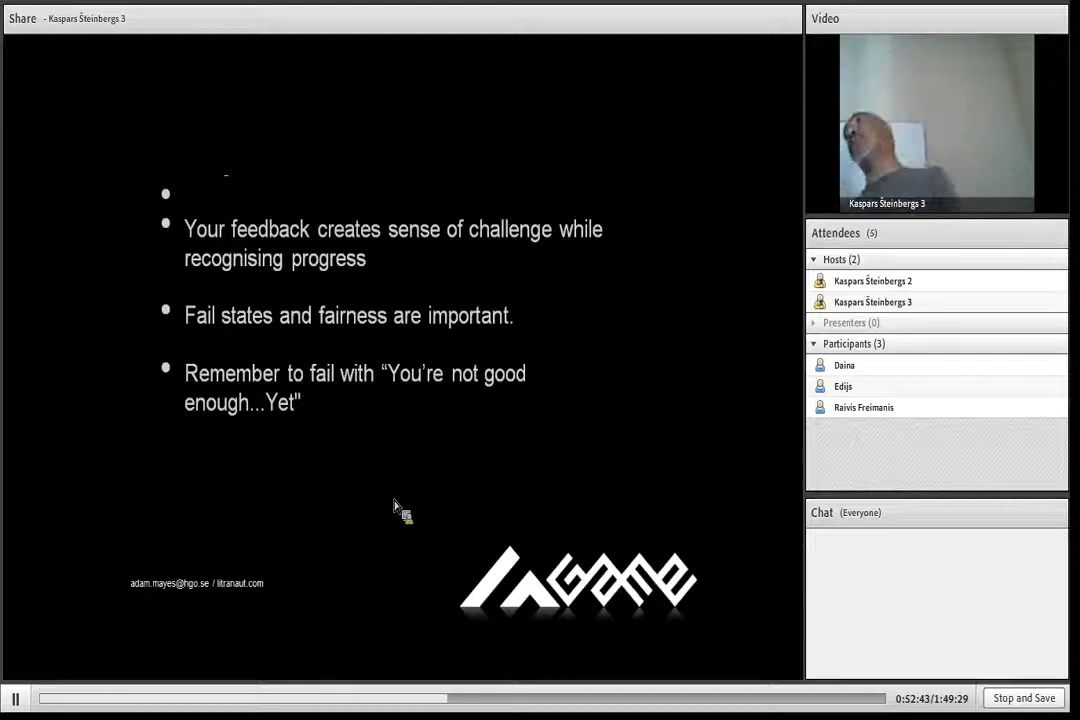 Share - Kaspars Šteinbergs 3
Your feedback creates sense of challenge while
recognising progress
Fail states and fairness are important.
Remember to fail with “You're not good
enough...Yet"
adam.mayes@hgo.se / litranaut.com
GAME
Video
Kaspars Šteinbergs 3
Attendees (5)
Hosts (2)
Kaspars Šteinbergs 2
Kaspars Šteinbergs 3
Presenters (0)
Participants (3)
Daina
Edijs
Raivis Freimanis
Chat (Everyone)
0:52:43/1:49:29
Stop and Save